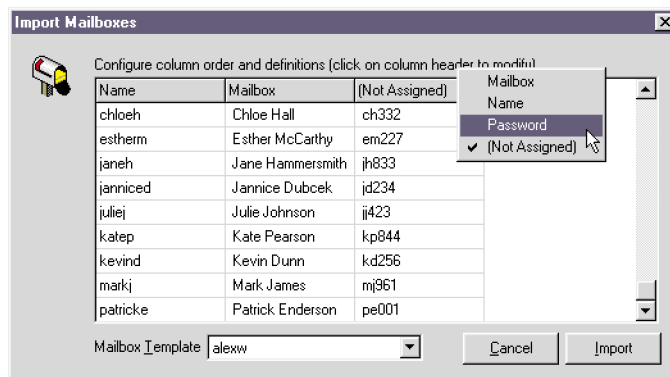 Import Mailboxes
Configure column order and definitions (click on column header to modify)
Name Mailbox (Not Assigned)
Mailbox
Name
Password
✓ (Not Assigned)
chloeh Chloe Hall ch332
estherm Esther McCarthy em227
janeh Jane Hammersmith jh833
janniced Jannice Dubcek jd234
juliej Julie Johnson jj423
katep Kate Pearson kp844
kevind Kevin Dunn kd256
markj Mark James mj961
patricke Patrick Enderson pe001
Mailbox Template alexw Cancel Import